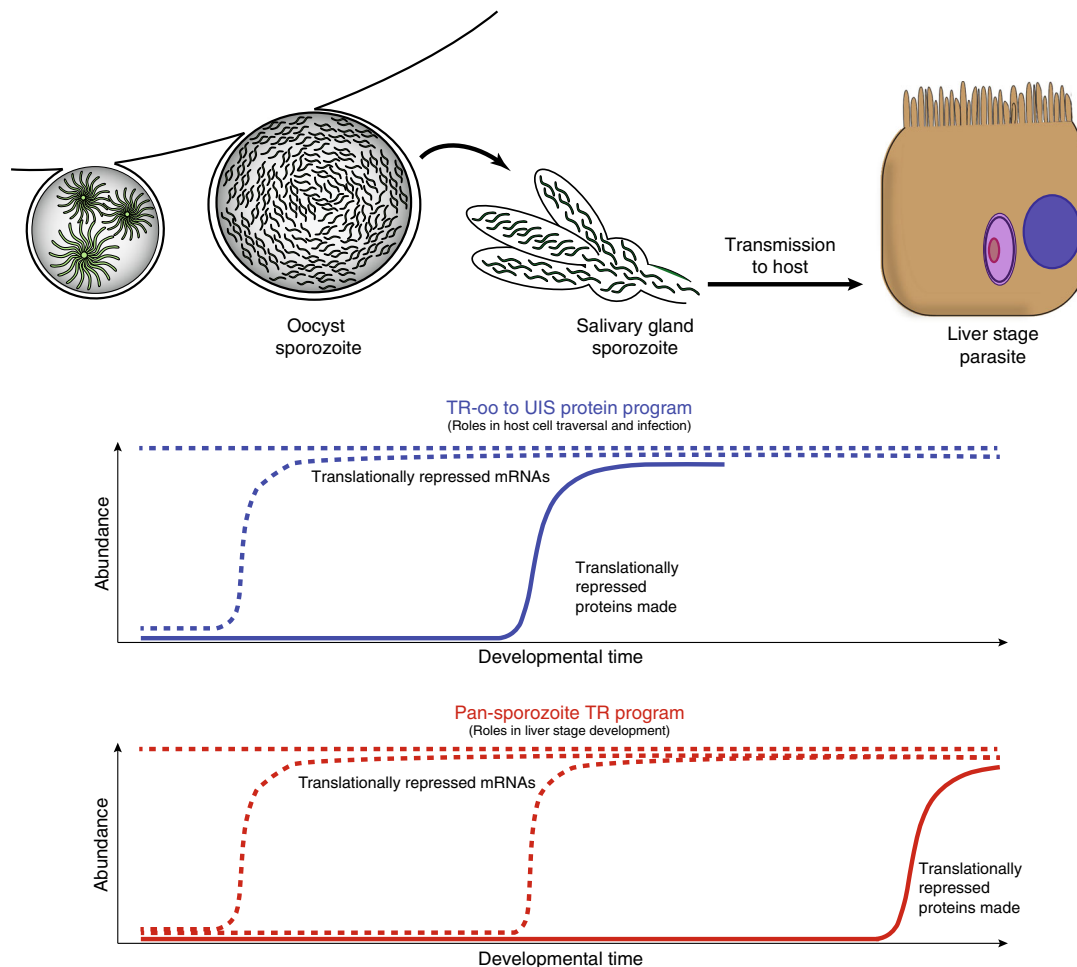 Oocyst
sporozoite
Salivary gland
sporozoite
Transmission
to host
Liver stage
parasite
TR-oo to UIS protein program
(Roles in host cell traversal and infection)
Translationally repressed mRNAs
Translationally
repressed
proteins made
Abundance
Developmental time
Pan-sporozoite TR program
(Roles in liver stage development)
Translationally repressed mRNAs
Translationally
repressed
proteins made
Abundance
Developmental time